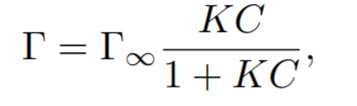 Γ = Γ∞ KC / (1 + KC),